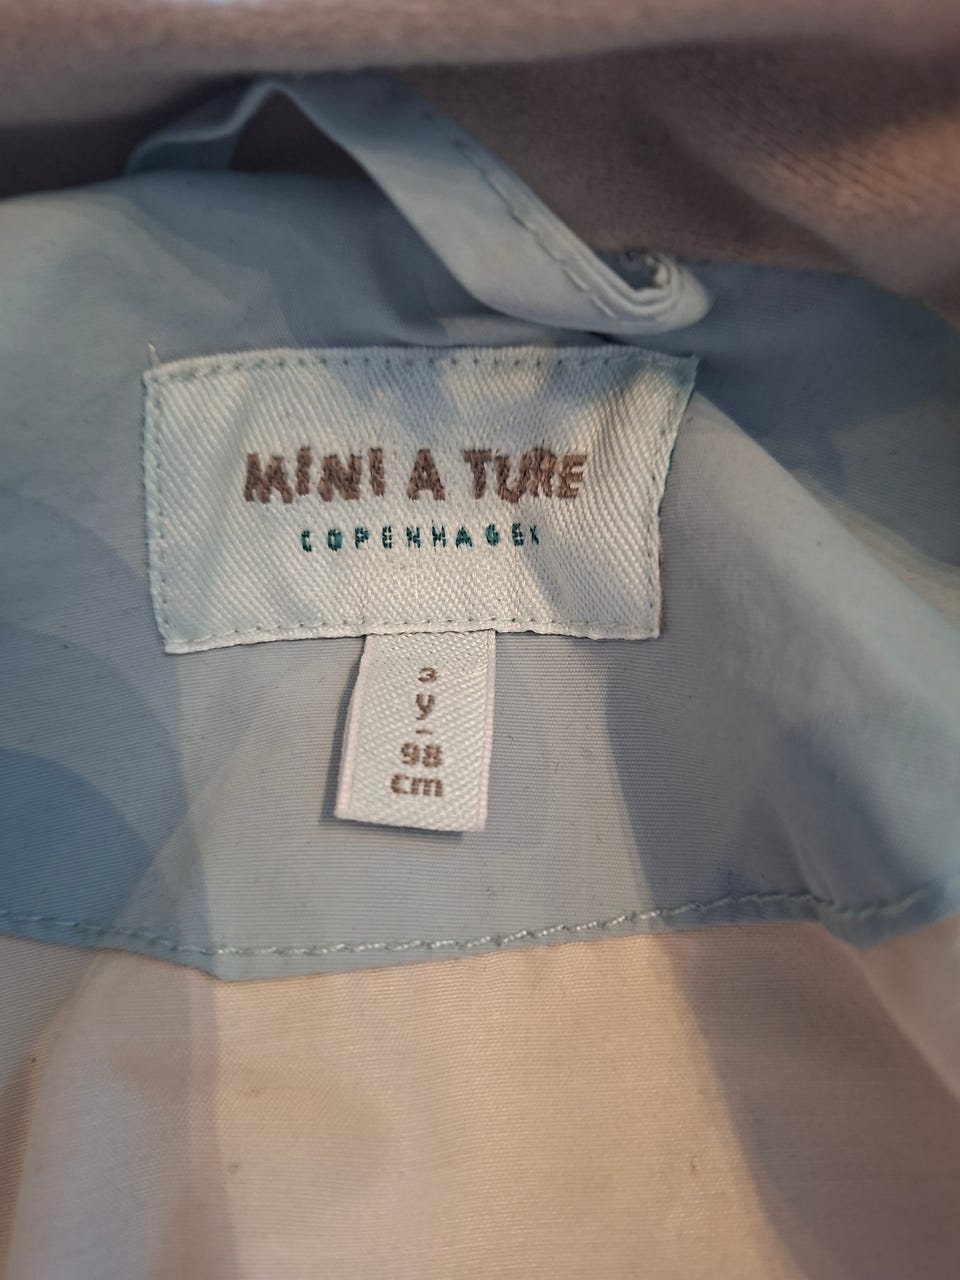 MINI A TURE
COPENHAGEN
3
y
-
98
cm